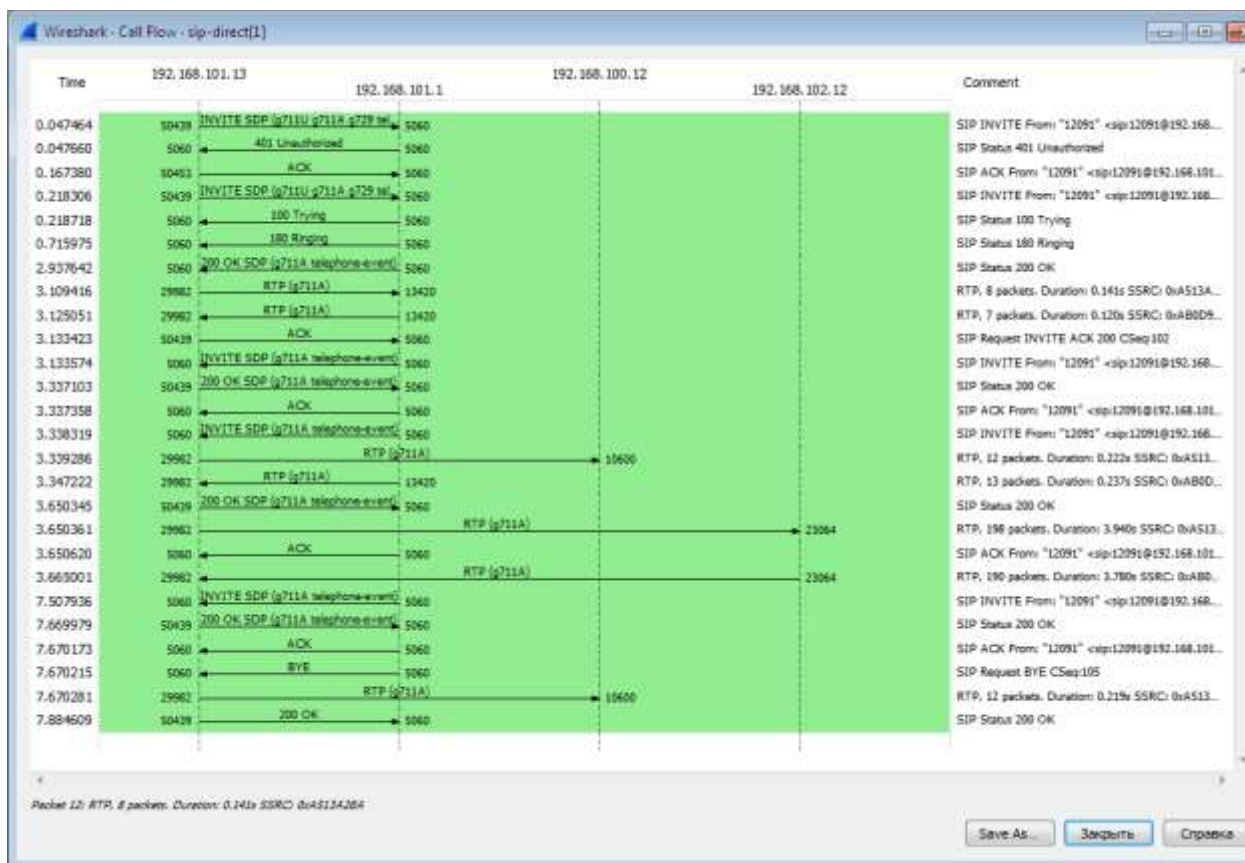 Wireshark - Call Flow - sip-direct[1]
Time 192.168.101.13 192.168.101.1 192.168.100.12 192.168.102.12 Comment
0.047464 50439 INVITE SDP (g711U g711A g729 tel 5060 SIP INVITE From: "12091" <sip:12091@192.168...
0.047660 5060 401 Unauthorized 5060 SIP Status 401 Unauthorized
0.167380 50453 ACK 5060 SIP ACK From: "12091" <sip:12091@192.168.101...
0.218306 50439 INVITE SDP (g711U g711A g729 tel 5060 SIP INVITE From: "12091" <sip:12091@192.168...
0.218718 5060 100 Trying 5060 SIP Status 100 Trying
0.715975 5060 180 Ringing 5060 SIP Status 180 Ringing
2.937642 5060 200 OK SDP (g711A telephone-event) 5060 SIP Status 200 OK
3.109416 29982 RTP (g711A) 13420 RTP, 8 packets. Duration: 0.141s SSRC: 0xA513A...
3.125051 29982 RTP (g711A) 13420 RTP, 7 packets. Duration: 0.120s SSRC: 0xAB0D9...
3.133423 50439 ACK 5060 SIP Request INVITE ACK 200 CSeq:102
3.133574 5060 INVITE SDP (g711A telephone-event) 5060 SIP INVITE From: "12091" <sip:12091@192.168...
3.337103 50439 200 OK SDP (g711A telephone-event) 5060 SIP Status 200 OK
3.337358 5060 ACK 5060 SIP ACK From: "12091" <sip:12091@192.168.101...
3.338319 5060 INVITE SDP (g711A telephone-event) 5060 SIP INVITE From: "12091" <sip:12091@192.168...
3.339286 29982 RTP (g711A) 10600 RTP, 12 packets. Duration: 0.222s SSRC: 0xA513...
3.347222 29982 RTP (g711A) 13420 RTP, 13 packets. Duration: 0.237s SSRC: 0xAB0D...
3.650345 50439 200 OK SDP (g711A telephone-event) 5060 SIP Status 200 OK
3.650361 29982 RTP (g711A) 23064 RTP, 198 packets. Duration: 3.940s SSRC: 0xA513...
3.650620 5060 ACK 5060 SIP ACK From: "12091" <sip:12091@192.168.101...
3.665001 29982 RTP (g711A) 23064 RTP, 190 packets. Duration: 3.780s SSRC: 0xAB0...
7.507936 5060 INVITE SDP (g711A telephone-event) 5060 SIP INVITE From: "12091" <sip:12091@192.168...
7.669979 50439 200 OK SDP (g711A telephone-event) 5060 SIP Status 200 OK
7.670173 5060 ACK 5060 SIP ACK From: "12091" <sip:12091@192.168.101...
7.670215 5060 BYE 5060 SIP Request BYE CSeq:105
7.670281 29982 RTP (g711A) 10600 RTP, 12 packets. Duration: 0.219s SSRC: 0xA513...
7.884609 50439 200 OK 5060 SIP Status 200 OK
Packet 12: RTP, 8 packets. Duration: 0.141s SSRC: 0xA513A28A
Save As... Закрыть Справка